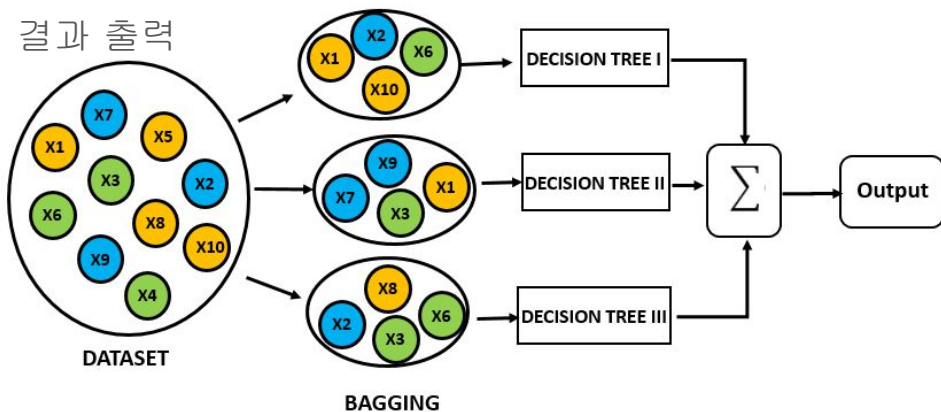 결과 출력
X7
X1
X5
X3
X2
X6
X8
X10
X9
X4
DATASET
X2
X1
X6
X10
X9
X7
X1
X3
X8
X2
X6
X3
BAGGING
DECISION TREE I
DECISION TREE II
DECISION TREE III
∑
Output